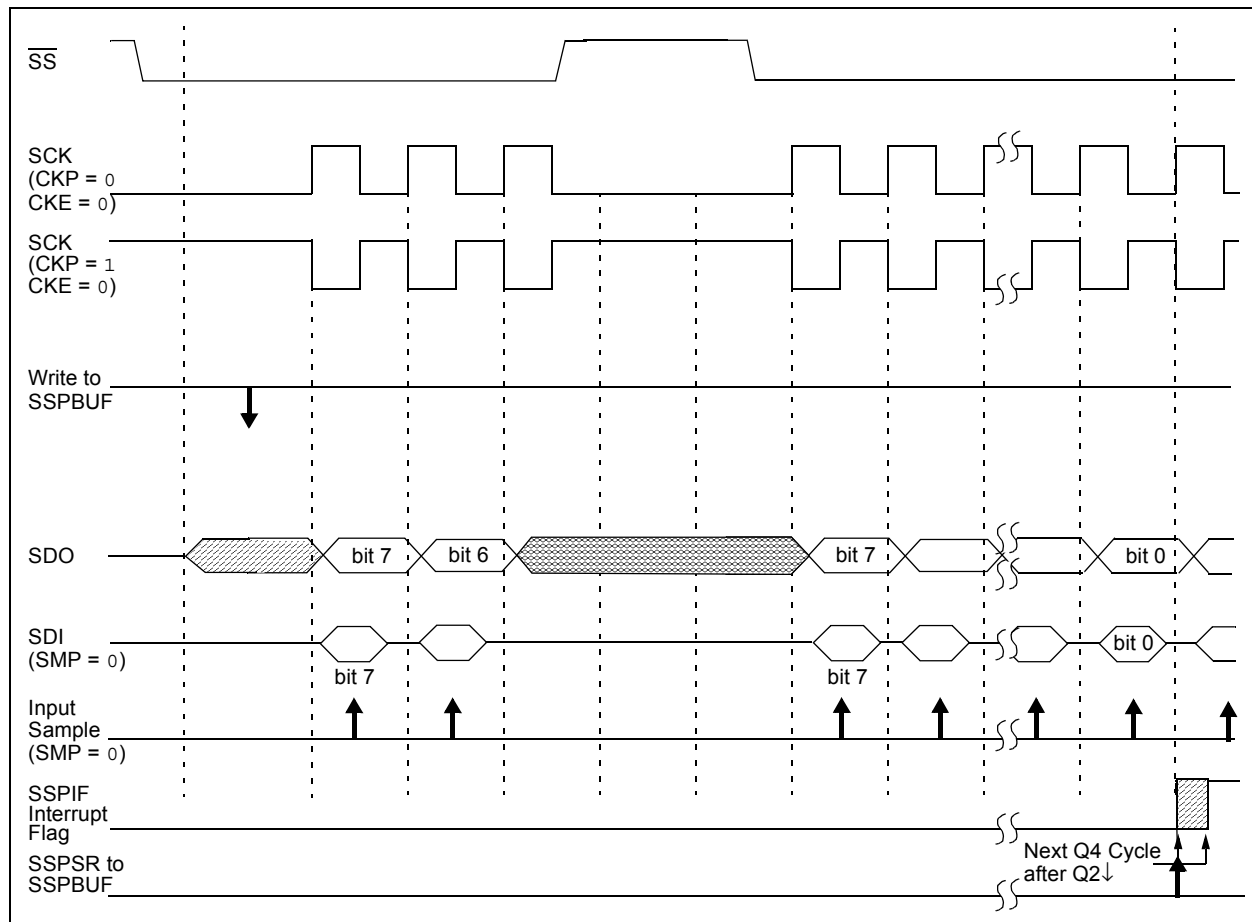 SS
SCK
(CKP = 0
CKE = 0)
SCK
(CKP = 1
CKE = 0)
Write to
SSPBUF
SDO
bit 7
bit 6
bit 7
bit 0
SDI
(SMP = 0)
bit 7
bit 7
bit 0
Input
Sample
(SMP = 0)
SSPIF
Interrupt
Flag
SSPSR to
SSPBUF
Next Q4 Cycle
after Q2↓